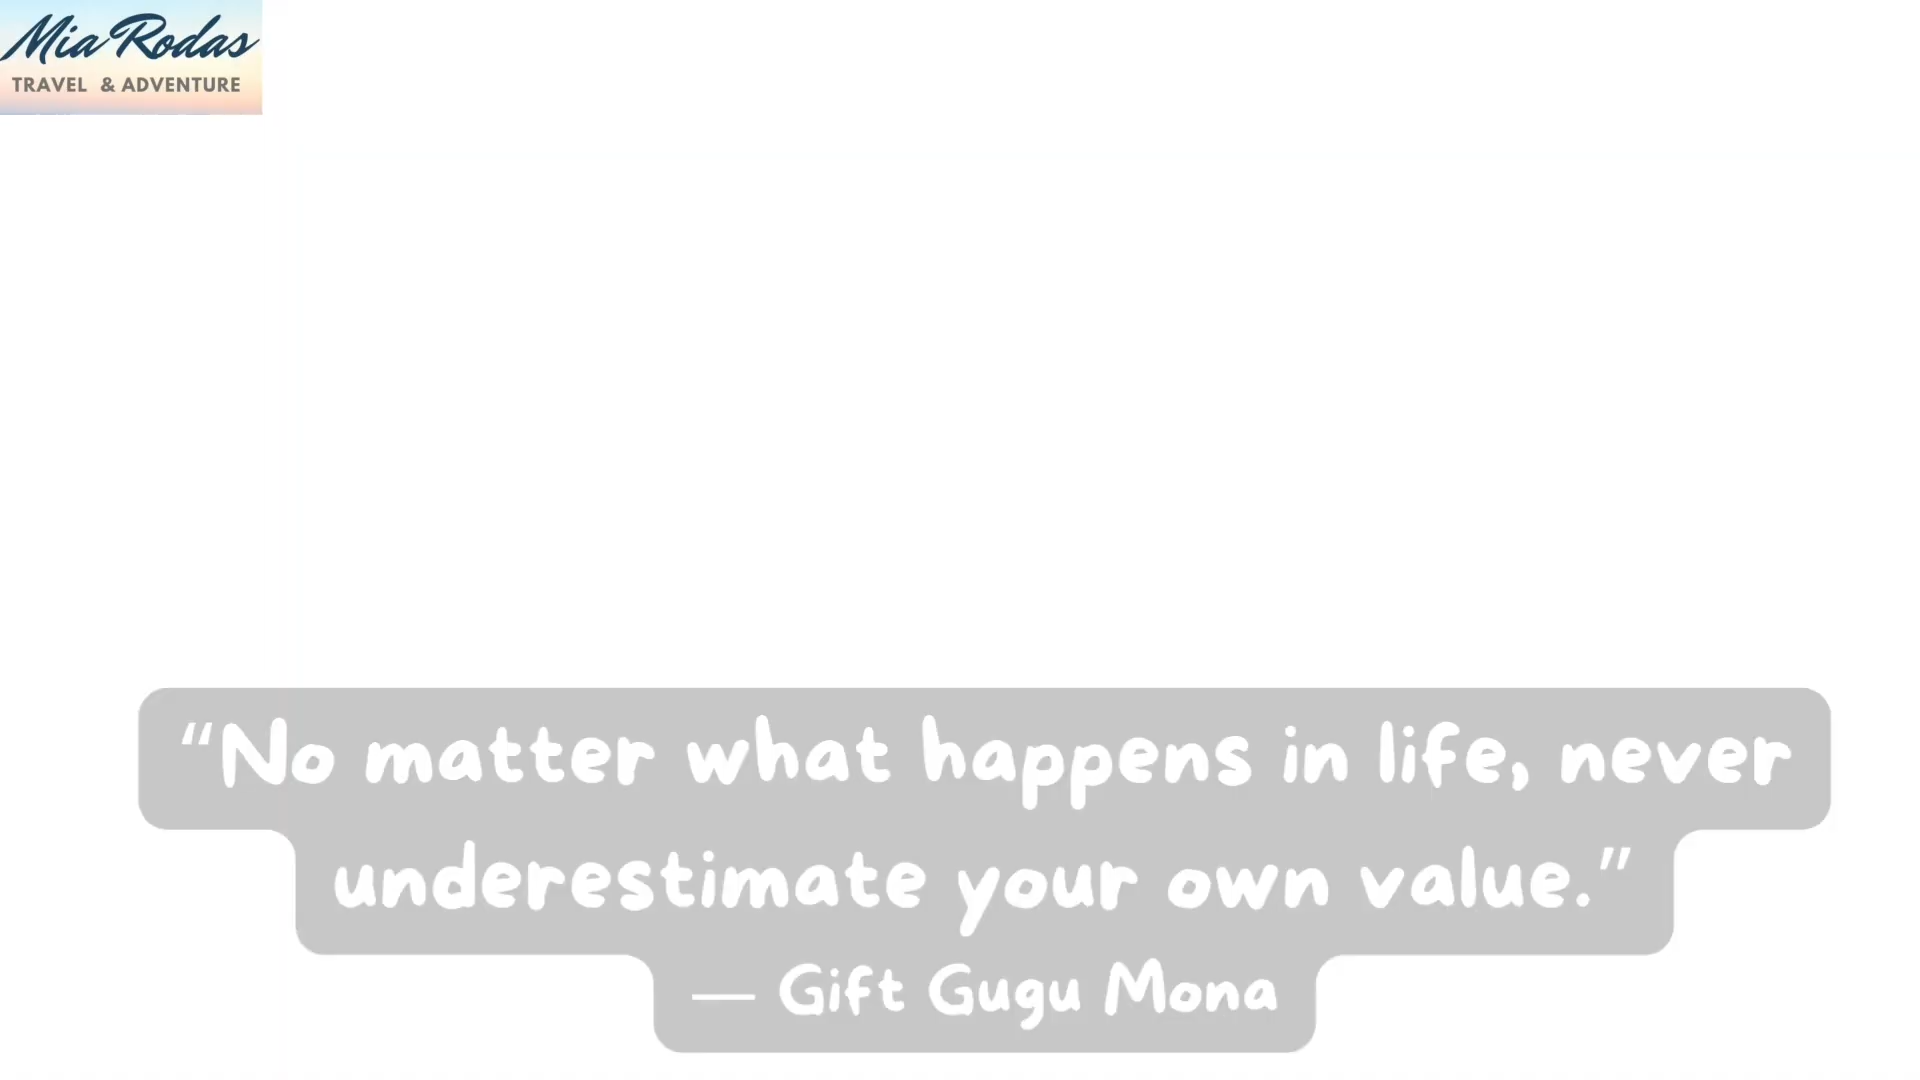 Mia Rodas
TRAVEL & ADVENTURE
“No matter what happens in life, never
underestimate your own value.”
— Gift Gugu Mona